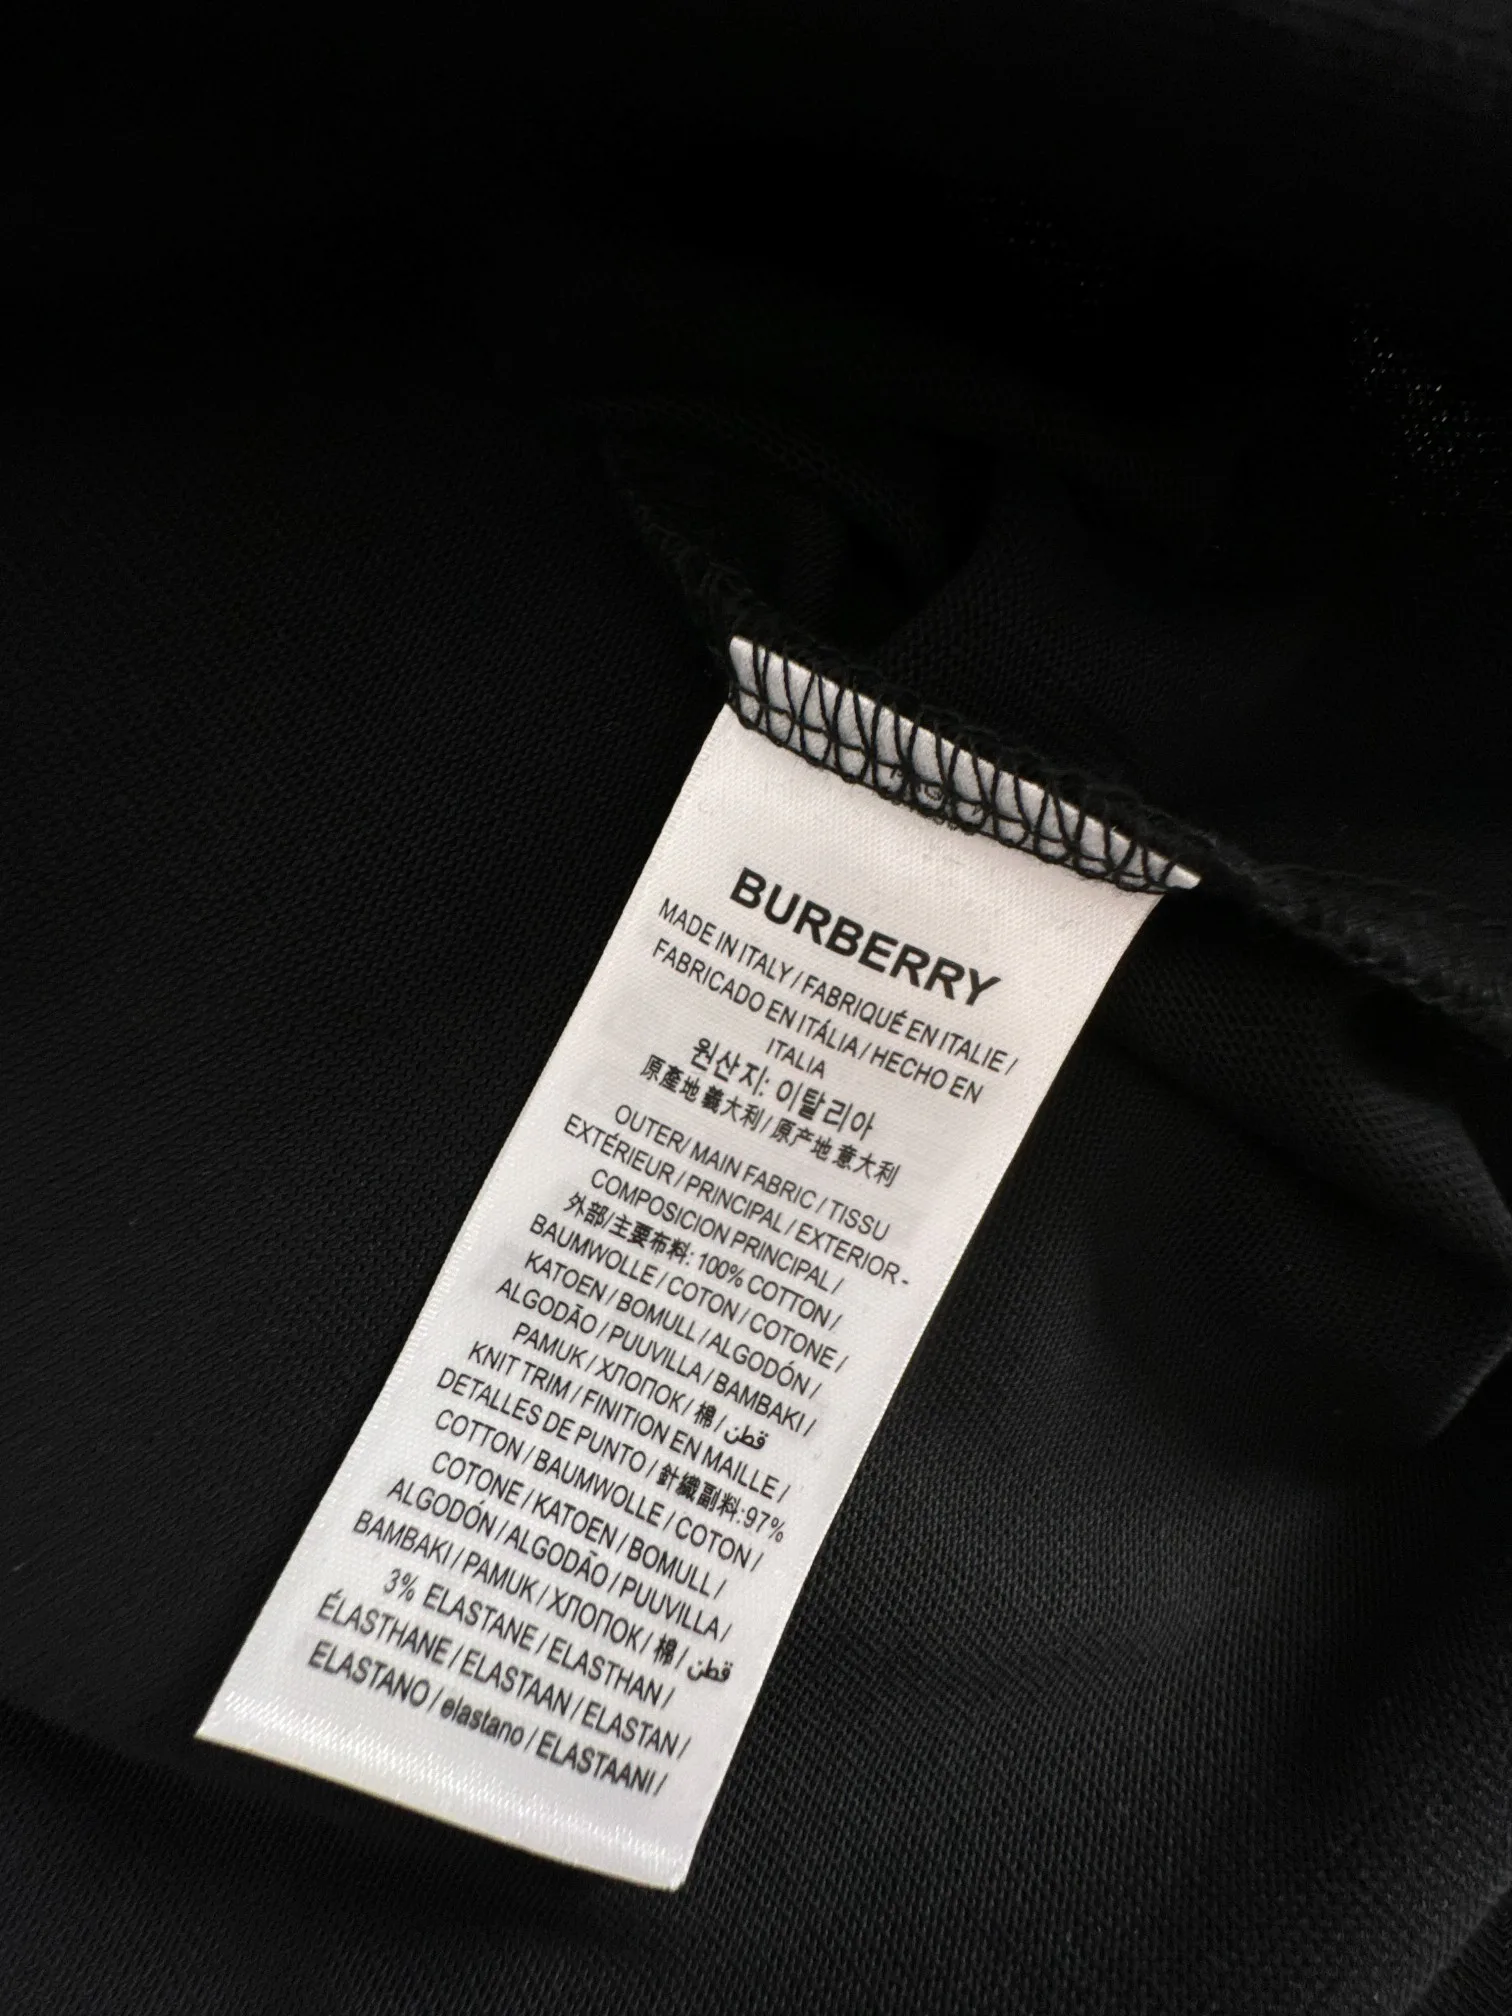 BURBERRY
MADE IN ITALY / FABRIQUÉ EN ITALIE /
FABRICADO EN ITÁLIA / HECHO EN
ITALIA
원산지: 이탈리아
原產地 義大利 / 原产地 意大利
OUTER/ MAIN FABRIC / TISSU
EXTÉRIEUR / PRINCIPAL / EXTERIOR -
COMPOSICION PRINCIPAL /
外部/主要布料: 100% COTTON /
BAUMWOLLE / COTON / COTONE /
KATOEN / BOMULL / ALGODÓN /
ALGODÃO / PUUVILLA / BAMBAKI /
PAMUK / ХЛОПОК / 棉 / قطن
KNIT TRIM / FINITION EN MAILLE /
DETALLES DE PUNTO / 針織副料:97%
COTTON / BAUMWOLLE / COTON /
COTONE / KATOEN / BOMULL /
ALGODÓN / ALGODÃO / PUUVILLA /
BAMBAKI / PAMUK / ХЛОПОК / 棉 / قطن
3% ELASTANE / ELASTHAN /
ÉLASTHANE / ELASTAAN / ELASTAN /
ELASTANO / elastano / ELASTAANI /